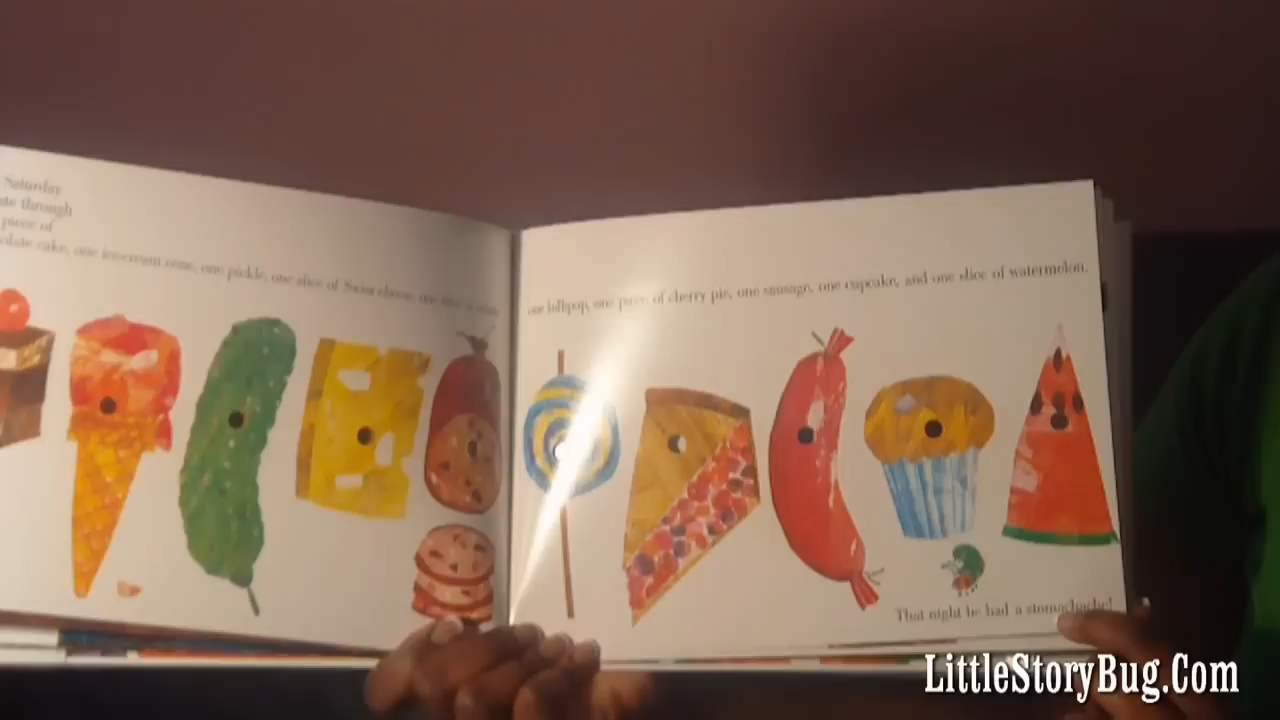 Saturday
through
piece of
cake, one ice-cream cone, one pickle, one slice of Swiss cheese, one slice of
one lollipop, one piece of cherry pie, one sausage, one cupcake, and one slice of watermelon.
That night he had a stomachache!
LittleStoryBug.Com